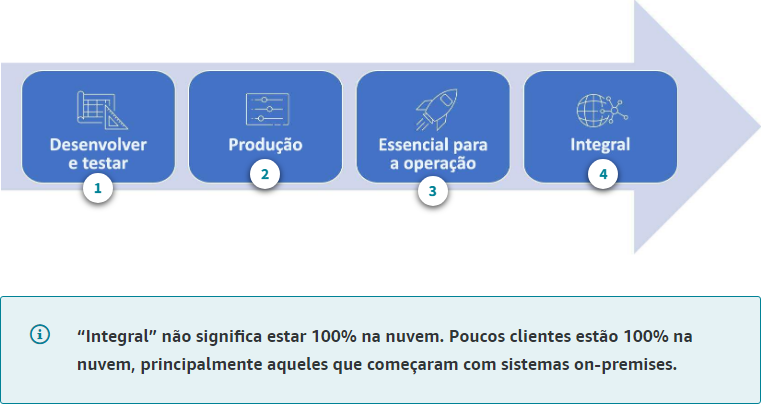 Desenvolver
e testar
1
Produção
2
Essencial para
a operação
3
Integral
4
“Integral” não significa estar 100% na nuvem. Poucos clientes estão 100% na
nuvem, principalmente aqueles que começaram com sistemas on-premises.